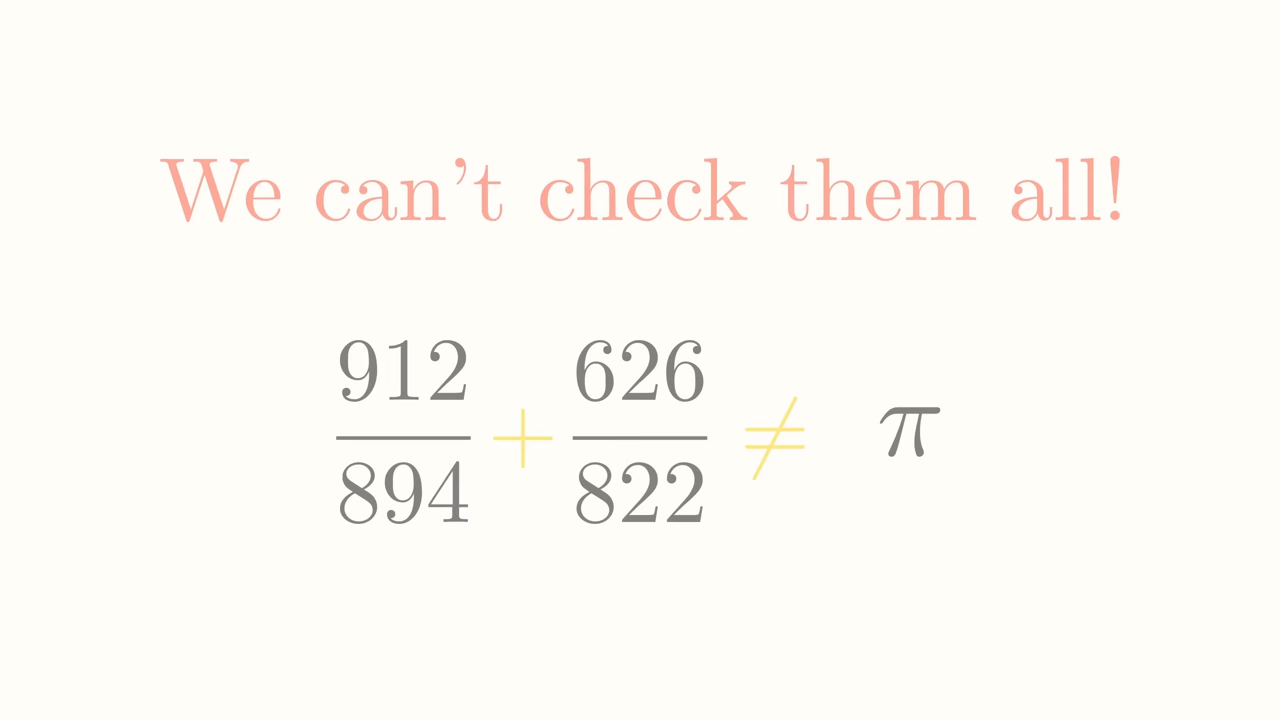 We can't check them all!
912/894 + 626/822 ≠ π